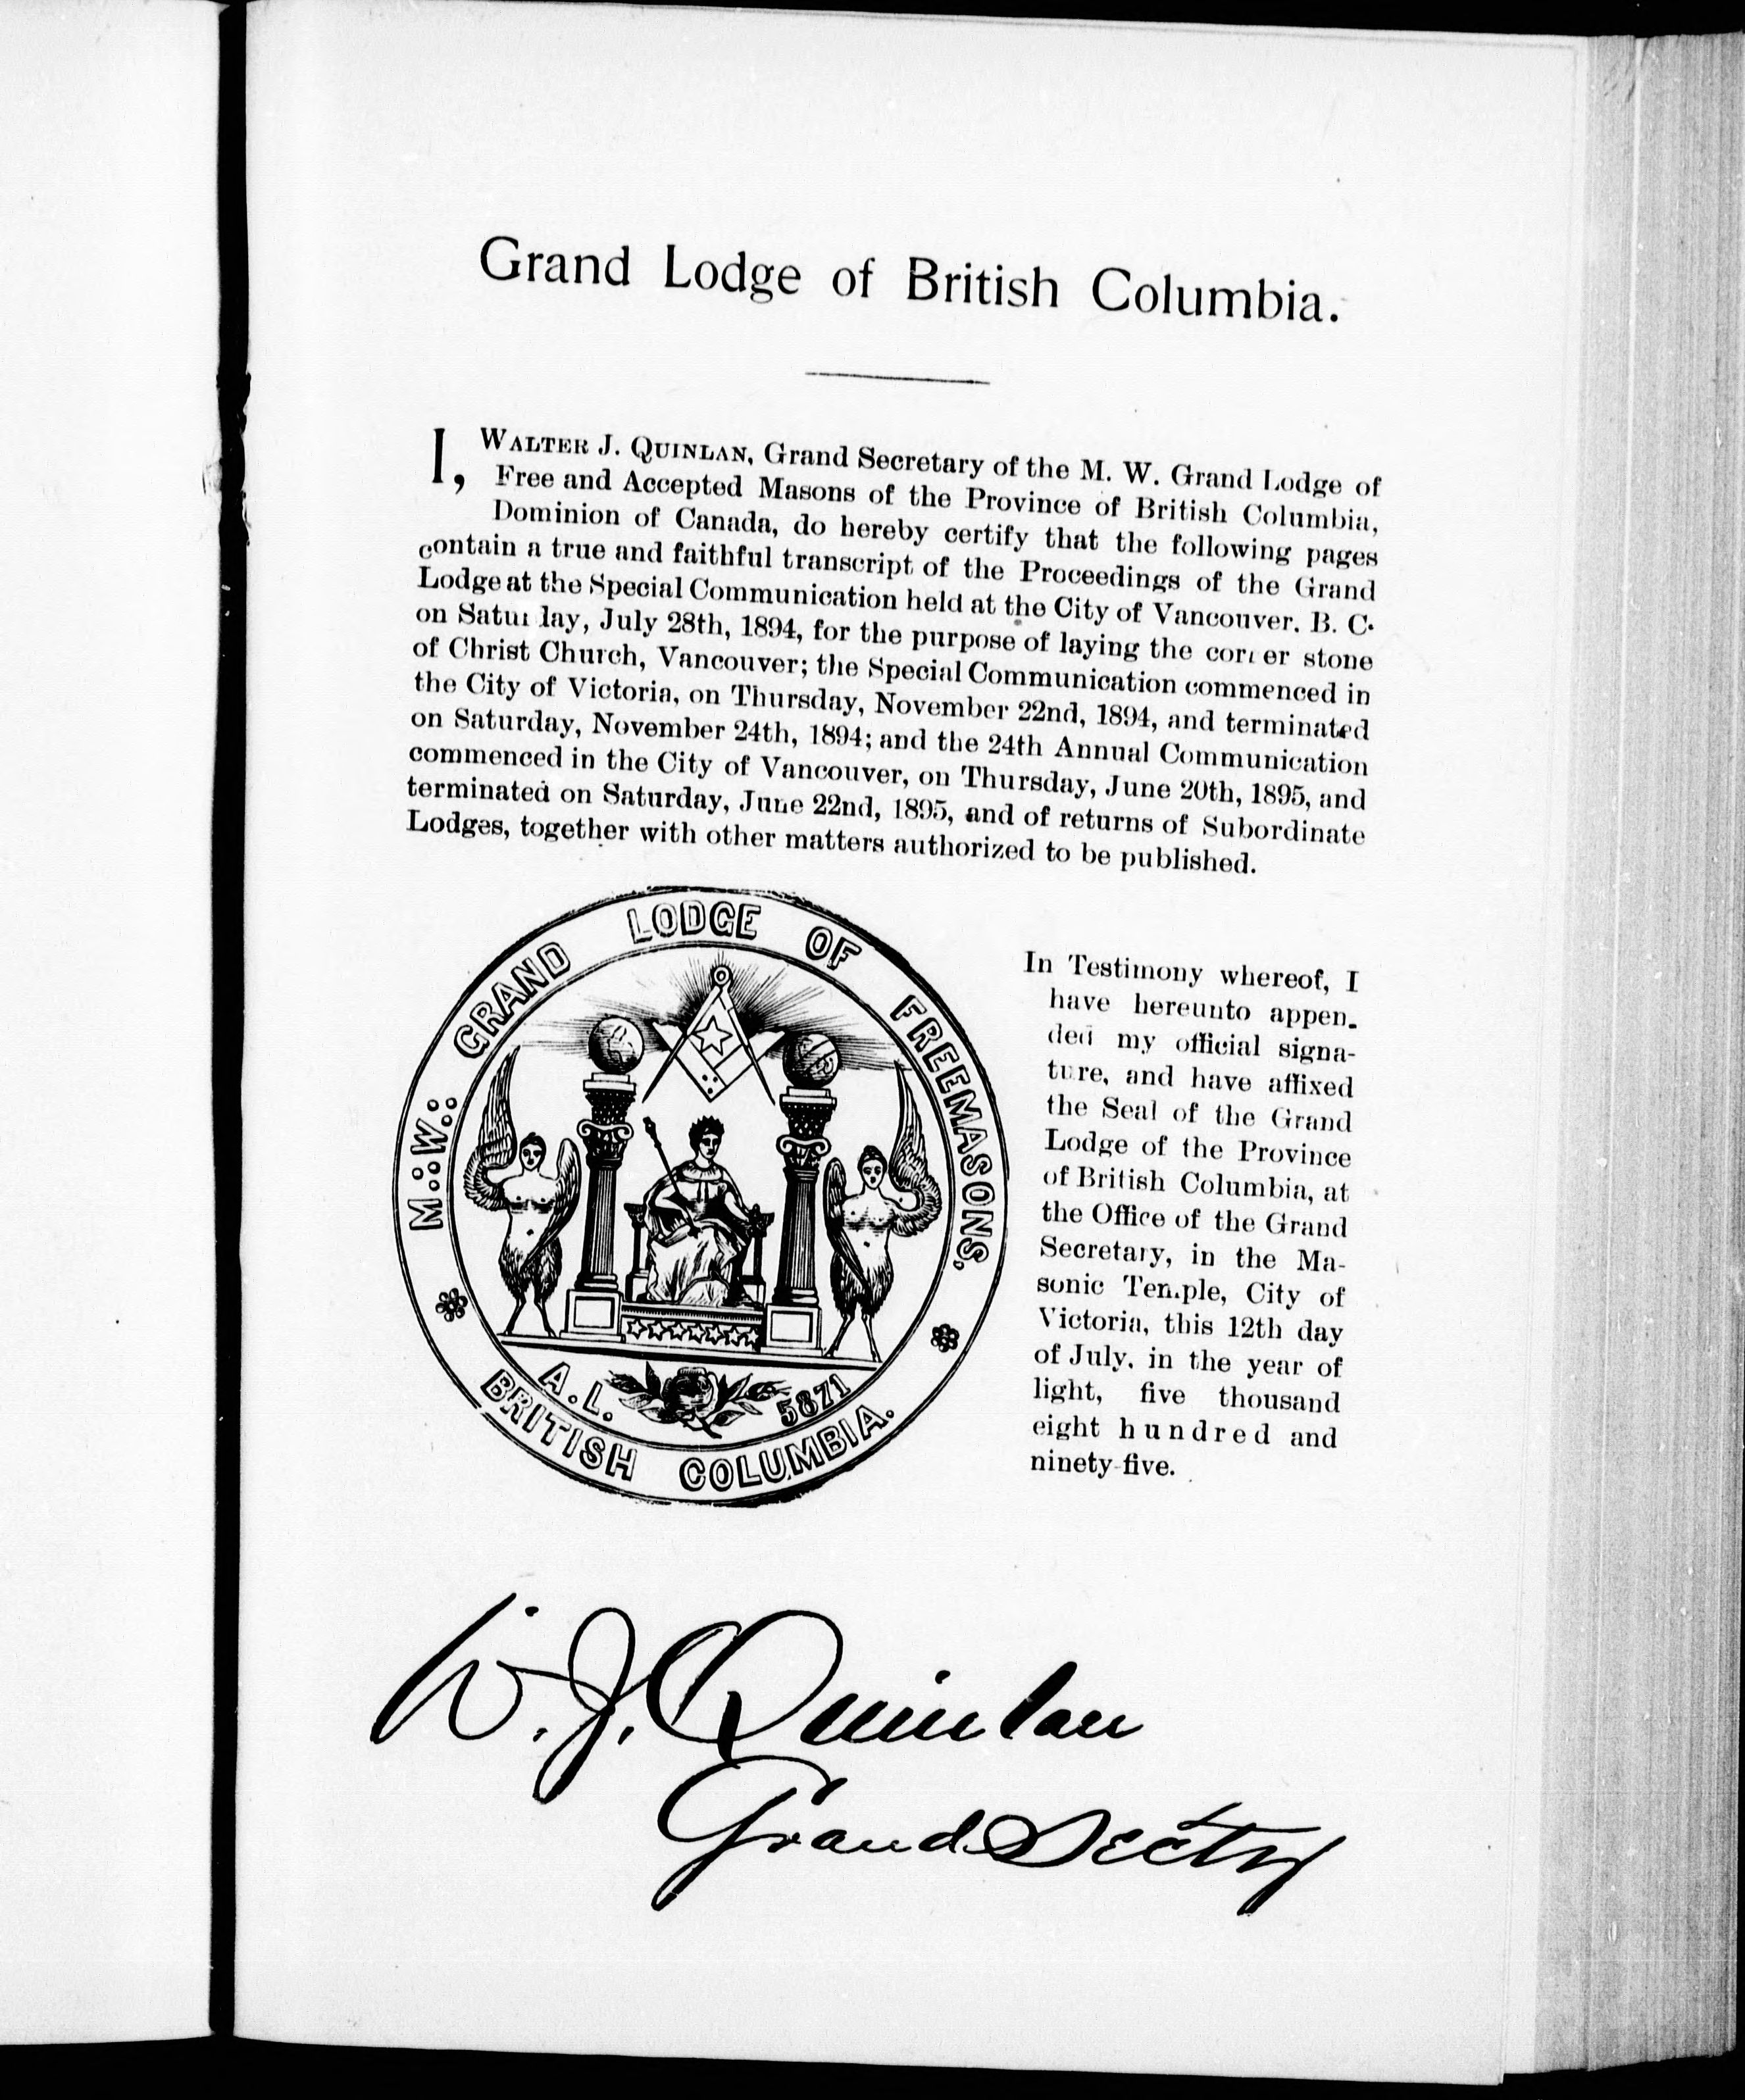 Grand Lodge of British Columbia.
I, WALTER J. QUINLAN, Grand Secretary of the M. W. Grand Lodge of
Free and Accepted Masons of the Province of British Columbia,
Dominion of Canada, do hereby certify that the following pages
contain a true and faithful transcript of the Proceedings of the Grand
Lodge at the Special Communication held at the City of Vancouver. B. C.
on Saturday, July 28th, 1894, for the purpose of laying the corner stone
of Christ Church, Vancouver; the Special Communication commenced in
the City of Victoria, on Thursday, November 22nd, 1894, and terminated
on Saturday, November 24th, 1894; and the 24th Annual Communication
commenced in the City of Vancouver, on Thursday, June 20th, 1895, and
terminated on Saturday, June 22nd, 1895, and of returns of Subordinate
Lodges, together with other matters authorized to be published.
M∴W∴ GRAND LODGE OF FREEMASONS.
A.L. 5871
BRITISH COLUMBIA.
In Testimony whereof, I
have hereunto appen-
ded my official signa-
ture, and have affixed
the Seal of the Grand
Lodge of the Province
of British Columbia, at
the Office of the Grand
Secretary, in the Ma-
sonic Temple, City of
Victoria, this 12th day
of July, in the year of
light, five thousand
eight hundred and
ninety-five.
W. J. Quinlan
Grand Sect'y